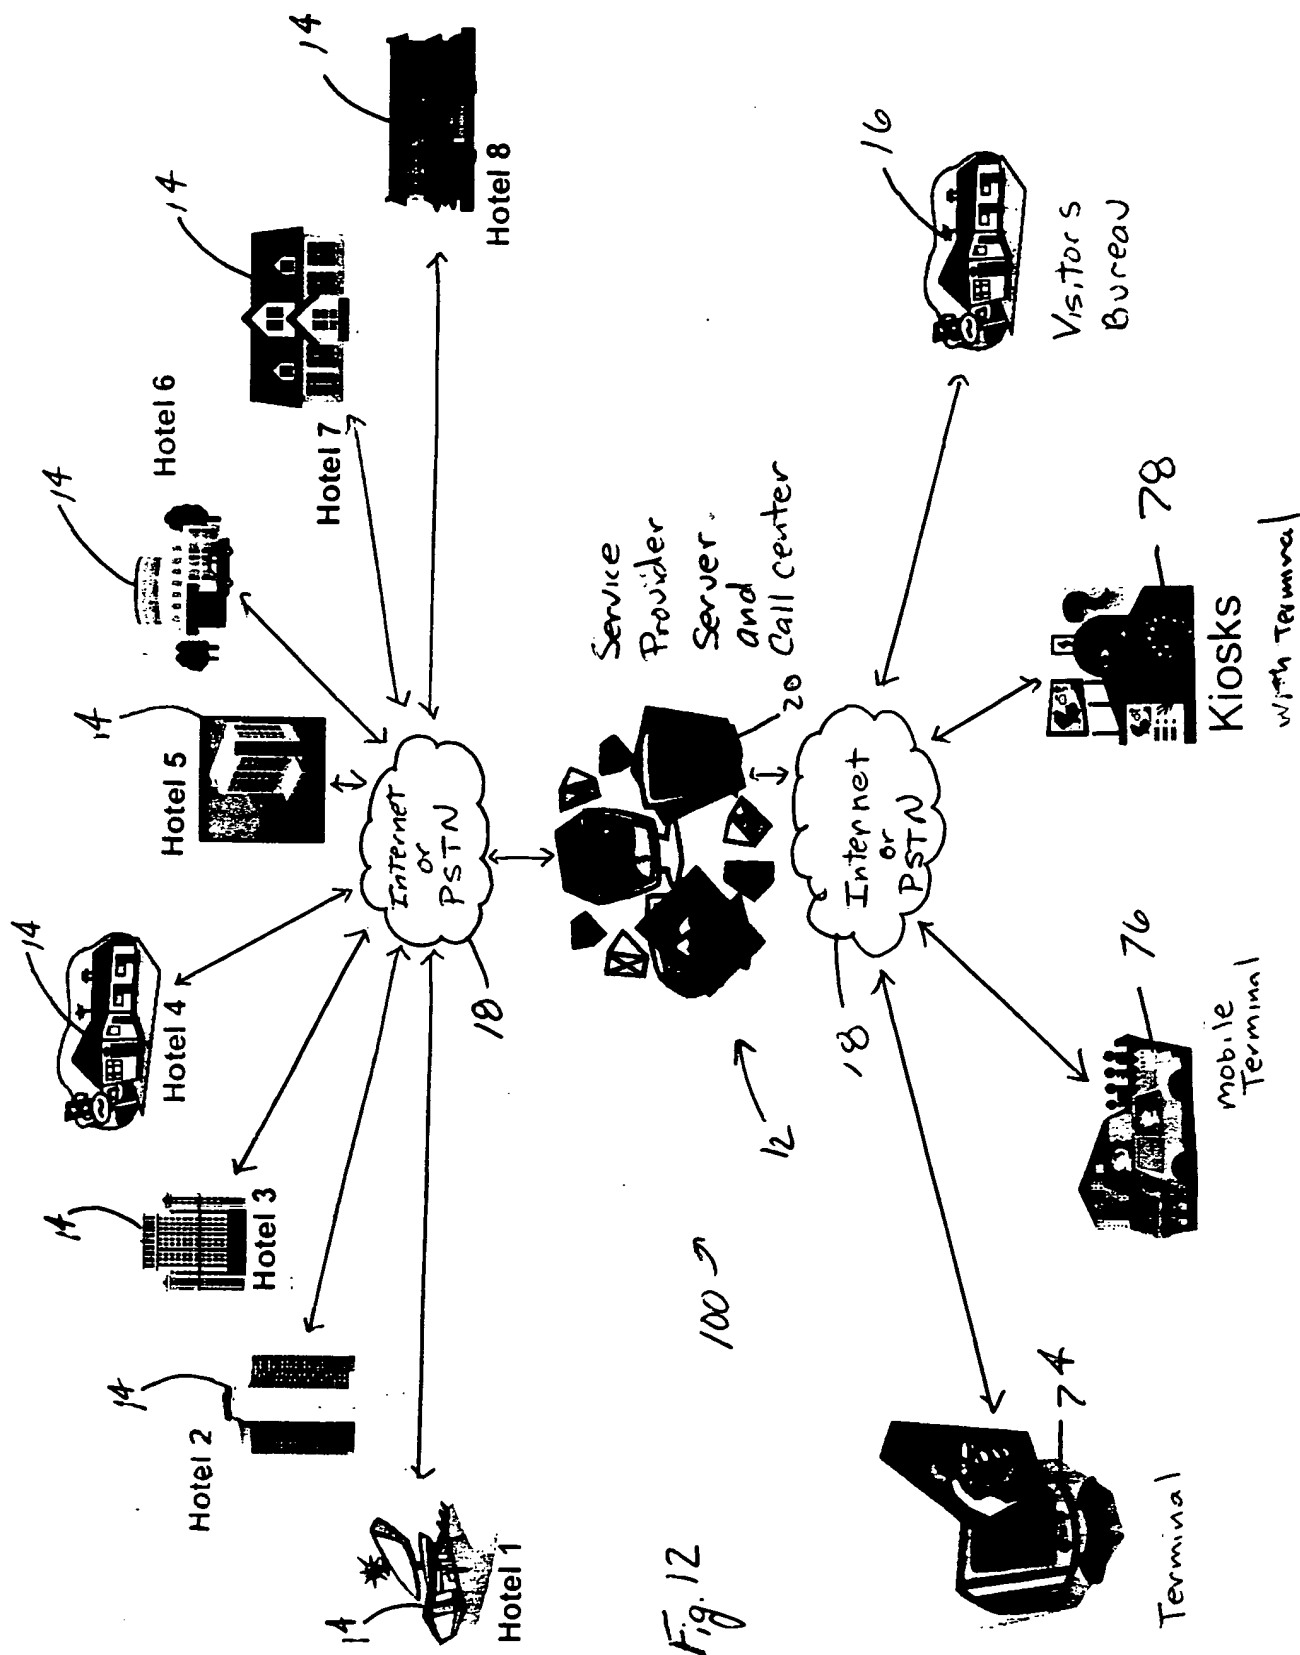 14
Hotel 1
14
Hotel 2
14
Hotel 3
14
Hotel 4
14
Hotel 5
14
Hotel 6
14
Hotel 7
14
Hotel 8
Internet
or
PSTN
18
Service
Provider
Server.
and
Call center
20
12
100
Fig. 12
Internet
or
PSTN
18
74
Terminal
76
mobile
Terminal
78
Kiosks
with Terminal
16
Visitors
Bureau